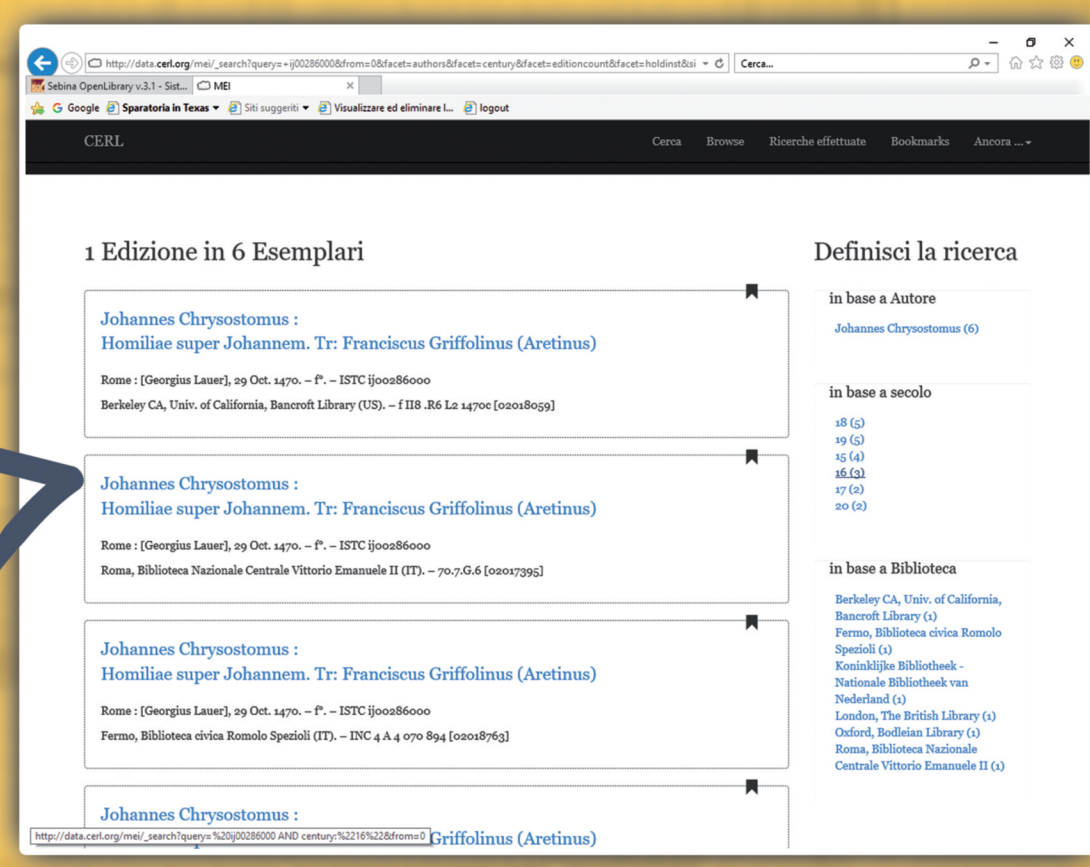 http://data.cerl.org/mei/_search?query=+ij00286000&from=0&facet=authors&facet=century&facet=editioncount&facet=holdinst&si
Cerca...
Sebina OpenLibrary v.3.1 - Sist...
MEI
Google
Sparatoria in Texas
Siti suggeriti
Visualizzare ed eliminare l...
logout
CERL
Cerca
Browse
Ricerche effettuate
Bookmarks
Ancora ...
1 Edizione in 6 Esemplari
Johannes Chrysostomus :
Homiliae super Johannem. Tr: Franciscus Griffolinus (Aretinus)
Rome : [Georgius Lauer], 29 Oct. 1470. – f°. – ISTC ij00286000
Berkeley CA, Univ. of California, Bancroft Library (US). – f II8 .R6 L2 1470c [02018059]
Johannes Chrysostomus :
Homiliae super Johannem. Tr: Franciscus Griffolinus (Aretinus)
Rome : [Georgius Lauer], 29 Oct. 1470. – f°. – ISTC ij00286000
Roma, Biblioteca Nazionale Centrale Vittorio Emanuele II (IT). – 70.7.G.6 [02017395]
Johannes Chrysostomus :
Homiliae super Johannem. Tr: Franciscus Griffolinus (Aretinus)
Rome : [Georgius Lauer], 29 Oct. 1470. – f°. – ISTC ij00286000
Fermo, Biblioteca civica Romolo Spezioli (IT). – INC 4 A 4 070 894 [02018763]
Johannes Chrysostomus :
Griffolinus (Aretinus)
http://data.cerl.org/mei/_search?query=%20ij00286000 AND century:%2216%22&from=0
Definisci la ricerca
in base a Autore
Johannes Chrysostomus (6)
in base a secolo
18 (5)
19 (5)
15 (4)
16 (3)
17 (2)
20 (2)
in base a Biblioteca
Berkeley CA, Univ. of California,
Bancroft Library (1)
Fermo, Biblioteca civica Romolo
Spezioli (1)
Koninklijke Bibliotheek -
Nationale Bibliotheek van
Nederland (1)
London, The British Library (1)
Oxford, Bodleian Library (1)
Roma, Biblioteca Nazionale
Centrale Vittorio Emanuele II (1)